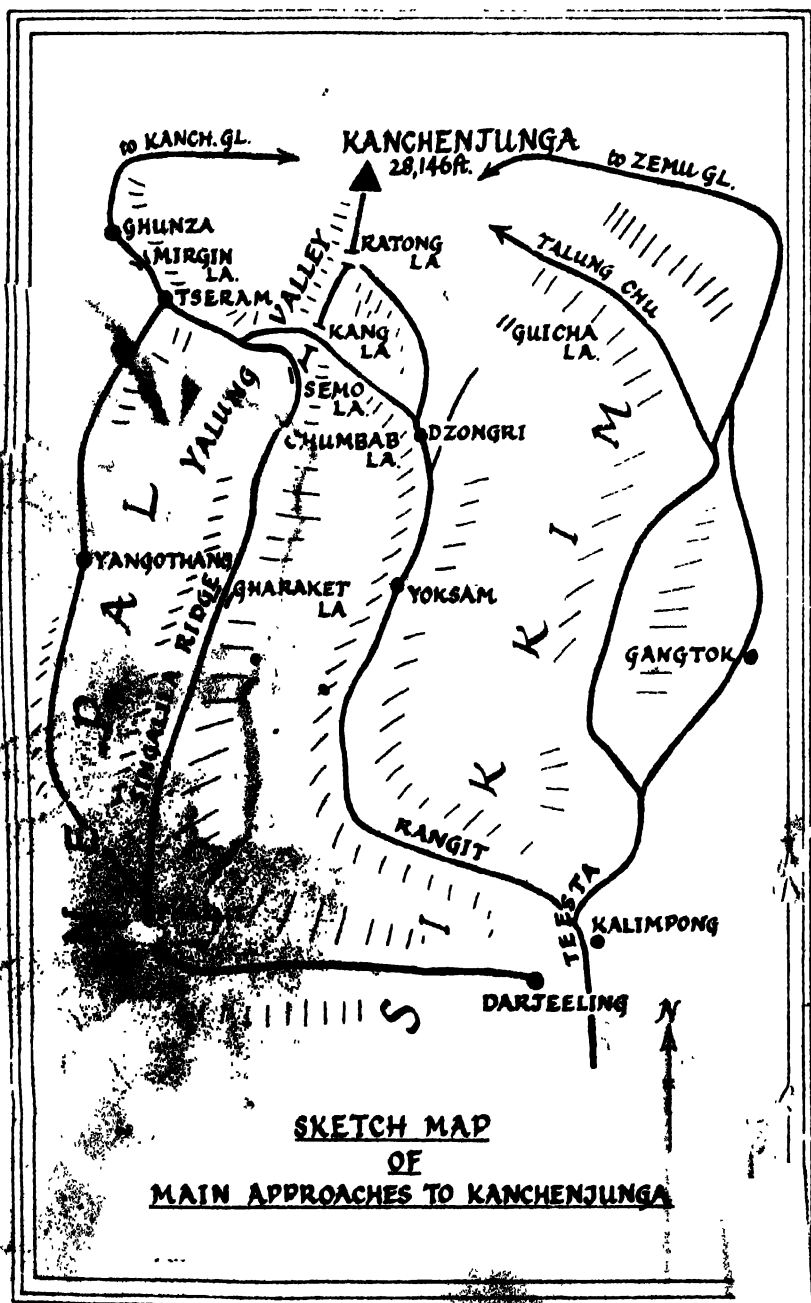 to KANCH. GL.
KANCHENJUNGA
28,146ft.
to ZEMU GL.
GHUNZA
MIRGIN
LA.
TSERAM
VALLEY
RATONG
LA
TALUNG CHU
KANG
LA
GUICHA
LA.
SEMO
LA.
YALUNG
CHUMBAB
LA.
DZONGRI
YANGOTHANG
GHARAKET
LA
YOKSAM
GANGTOK
SINGALILA RIDGE
NEPAL
SIKKIM
RANGIT
TEESTA
KALIMPONG
DARJEELING
N
SKETCH MAP
OF
MAIN APPROACHES TO KANCHENJUNGA